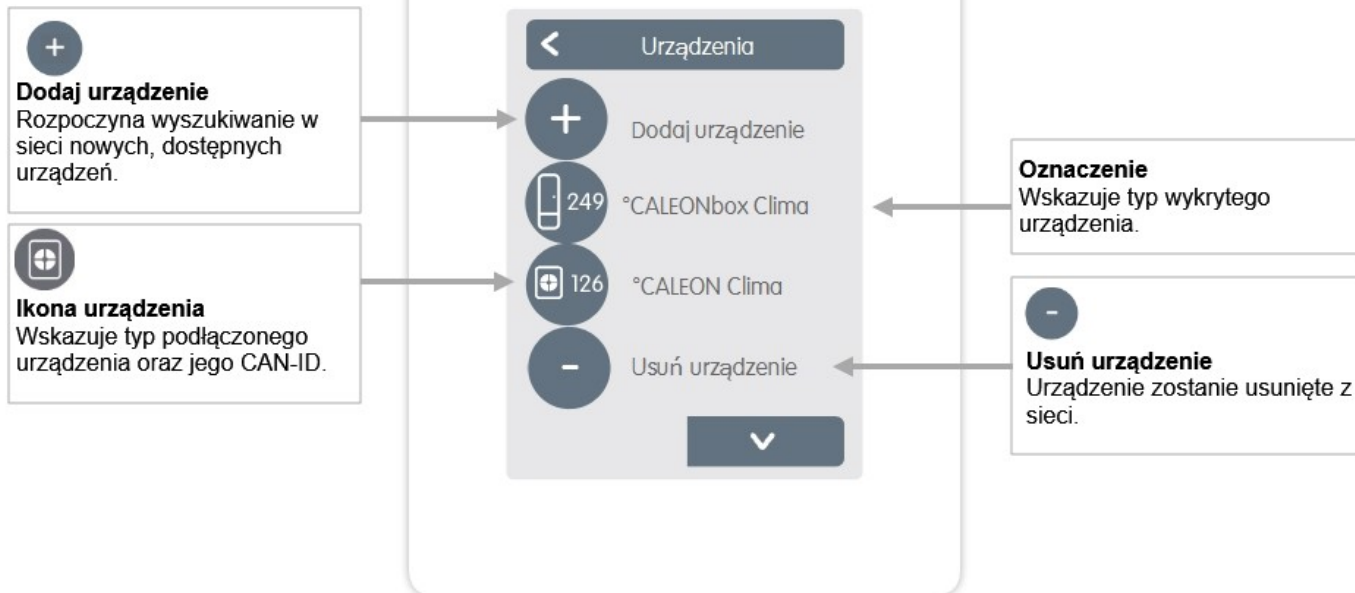 +
Dodaj urządzenie
Rozpoczyna wyszukiwanie w
sieci nowych, dostępnych
urządzeń.
Ikona urządzenia
Wskazuje typ podłączonego
urządzenia oraz jego CAN-ID.
Urządzenia
+
Dodaj urządzenie
249
°CALEONbox Clima
126
°CALEON Clima
-
Usuń urządzenie
Oznaczenie
Wskazuje typ wykrytego
urządzenia.
-
Usuń urządzenie
Urządzenie zostanie usunięte z
sieci.